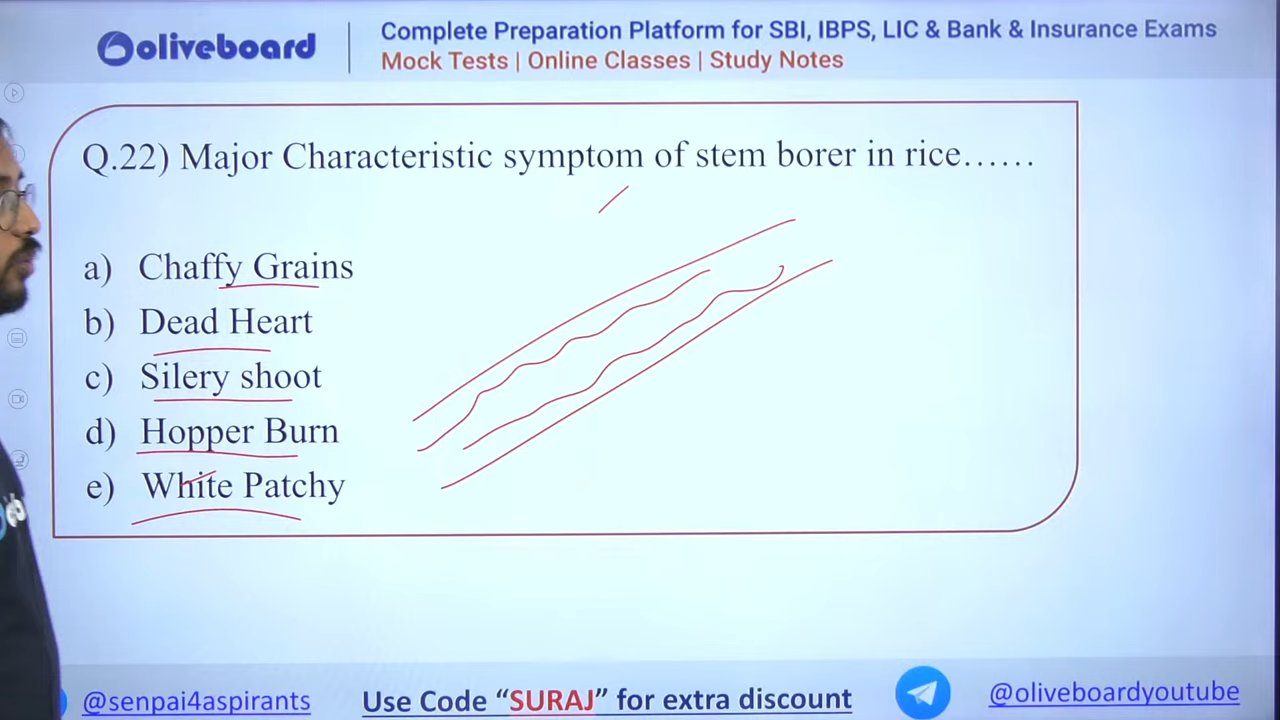 oliveboard
Complete Preparation Platform for SBI, IBPS, LIC & Bank & Insurance Exams
Mock Tests | Online Classes | Study Notes
Q.22) Major Characteristic symptom of stem borer in rice......
a) Chaffy Grains
b) Dead Heart
c) Silery shoot
d) Hopper Burn
e) White Patchy
@senpai4aspirants
Use Code “SURAJ” for extra discount
@oliveboardyoutube